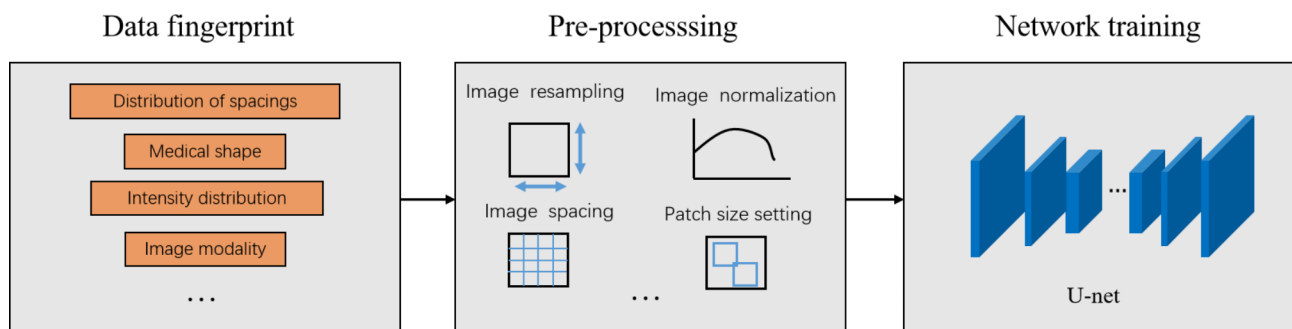 Data fingerprint
Distribution of spacings
Medical shape
Intensity distribution
Image modality
...
Pre-processsing
Image resampling
Image normalization
Image spacing
Patch size setting
...
Network training
...
U-net